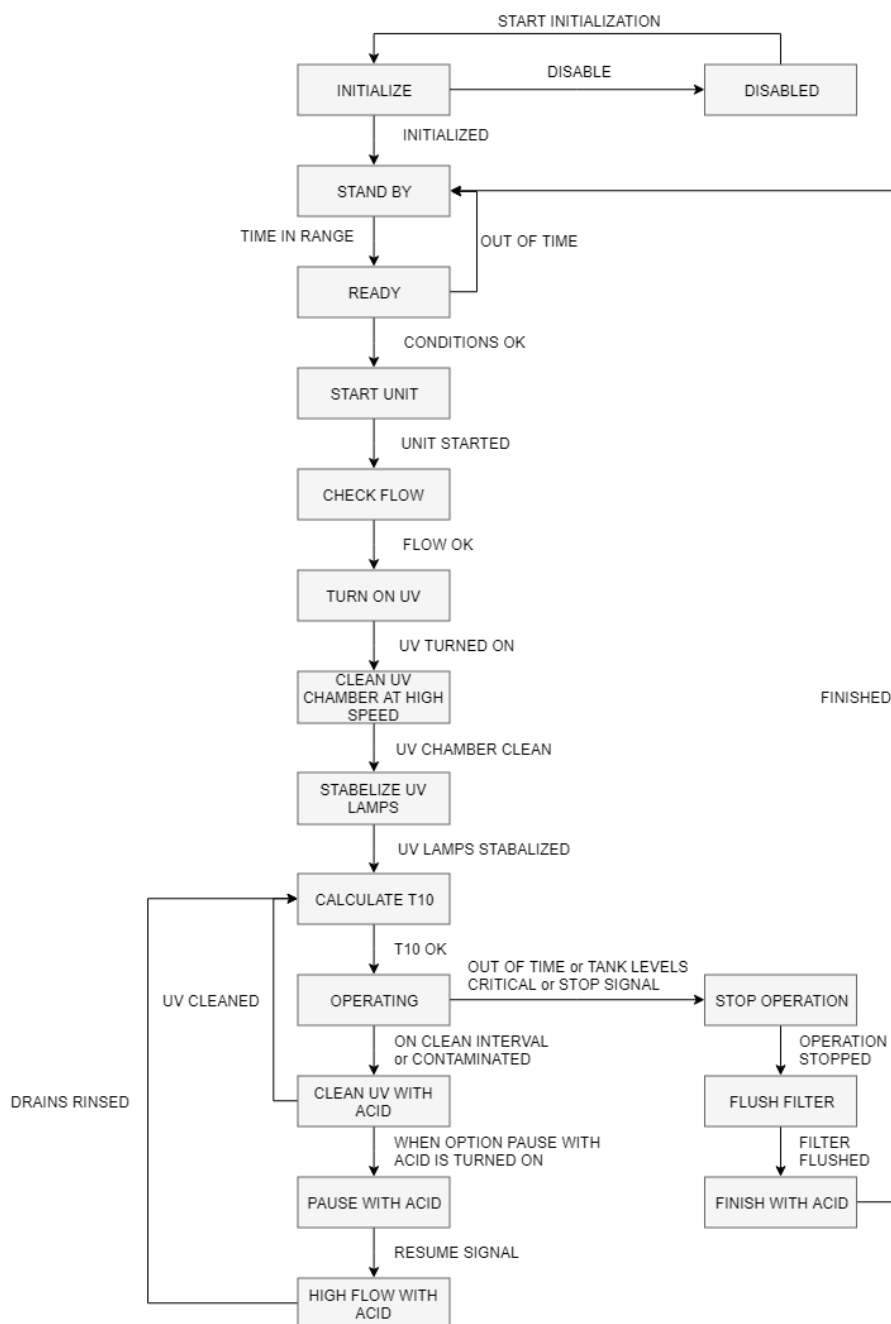 START INITIALIZATION
INITIALIZE
DISABLE
DISABLED
INITIALIZED
STAND BY
TIME IN RANGE
OUT OF TIME
READY
CONDITIONS OK
START UNIT
UNIT STARTED
CHECK FLOW
FLOW OK
TURN ON UV
UV TURNED ON
CLEAN UV
CHAMBER AT HIGH
SPEED
FINISHED
UV CHAMBER CLEAN
STABELIZE UV
LAMPS
UV LAMPS STABALIZED
CALCULATE T10
T10 OK
OUT OF TIME or TANK LEVELS
CRITICAL or STOP SIGNAL
UV CLEANED
OPERATING
STOP OPERATION
ON CLEAN INTERVAL
or CONTAMINATED
OPERATION
STOPPED
DRAINS RINSED
CLEAN UV WITH
ACID
FLUSH FILTER
WHEN OPTION PAUSE WITH
ACID IS TURNED ON
FILTER
FLUSHED
PAUSE WITH ACID
FINISH WITH ACID
RESUME SIGNAL
HIGH FLOW WITH
ACID